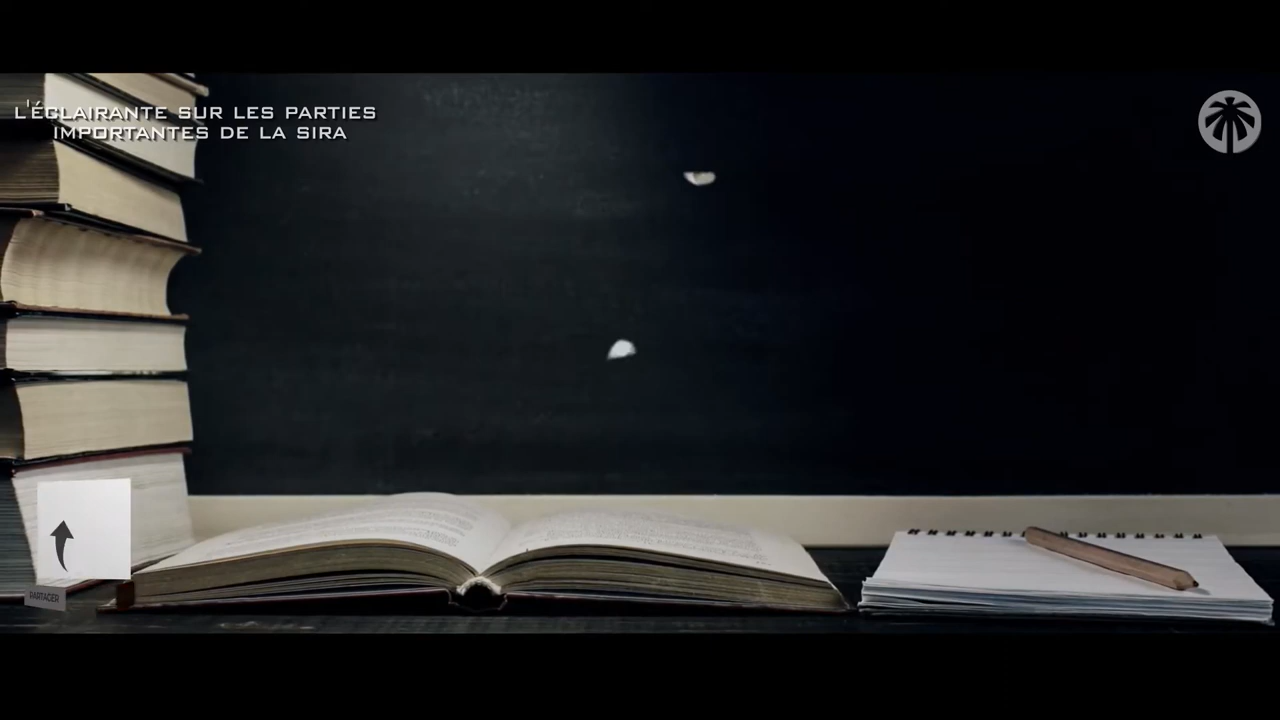 L'ÉCLAIRANTE SUR LES PARTIES
IMPORTANTES DE LA SIRA
PARTAGER